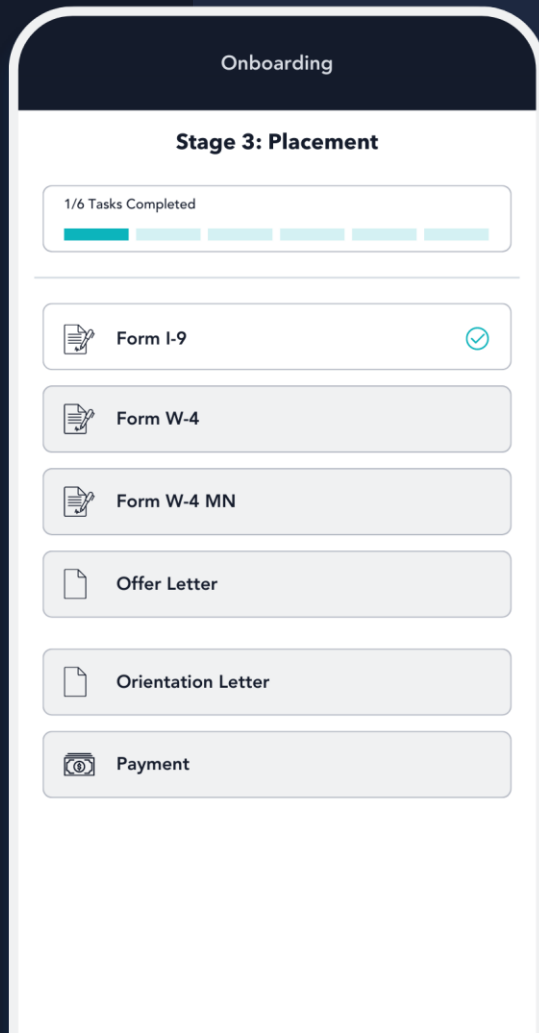 Onboarding
Stage 3: Placement
1/6 Tasks Completed
Form I-9
Form W-4
Form W-4 MN
Offer Letter
Orientation Letter
Payment